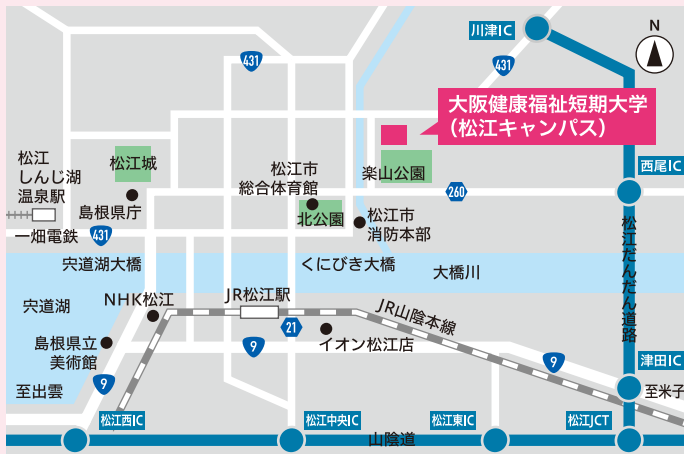 川津IC
N
431
431
大阪健康福祉短期大学
(松江キャンパス)
松江
しんじ湖
温泉駅
松江城
松江市
総合体育館
楽山公園
西尾IC
260
島根県庁
北公園
松江市
消防本部
一畑電鉄
431
松江だんだん道路
宍道湖大橋
くにびき大橋
大橋川
宍道湖
NHK松江
JR松江駅
JR山陰本線
21
島根県立
美術館
9
イオン松江店
9
津田IC
9
至出雲
至米子
松江西IC
松江中央IC
松江東IC
松江JCT
山陰道